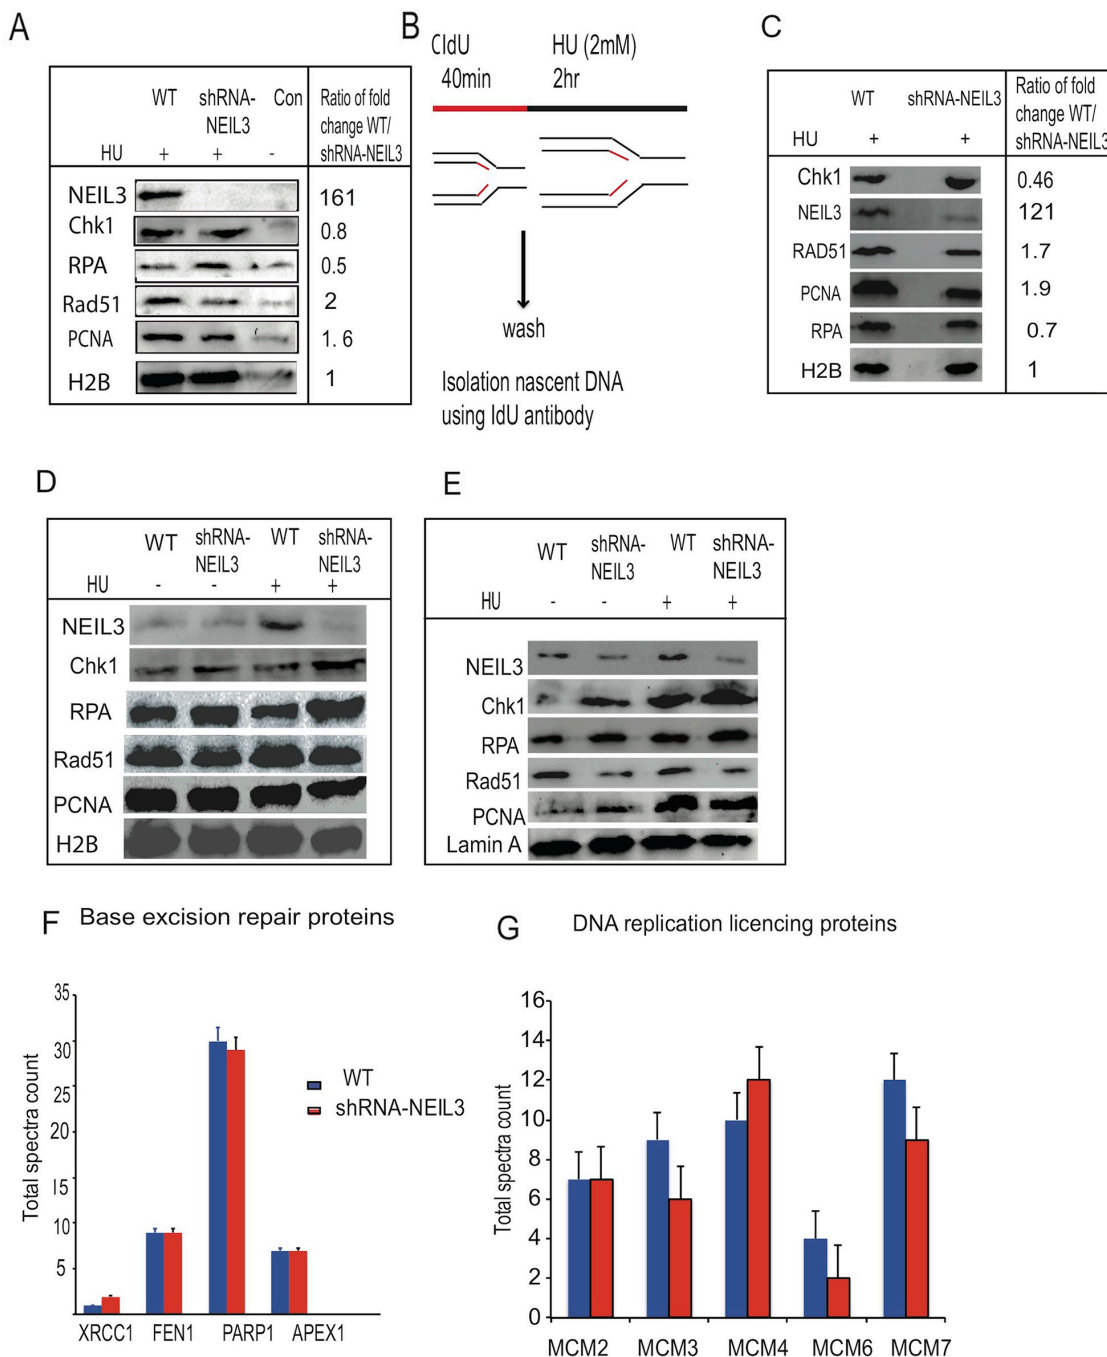 A
WT shRNA- Con Ratio of fold
NEIL3 change WT/
HU + + - shRNA-NEIL3
NEIL3 161
Chk1 0.8
RPA 0.5
Rad51 2
PCNA 1. 6
H2B 1
B
CIdU HU (2mM)
40min 2hr
wash
Isolation nascent DNA
using IdU antibody
C
WT shRNA-NEIL3 Ratio of fold
change WT/
HU + + shRNA-NEIL3
Chk1 0.46
NEIL3 121
RAD51 1.7
PCNA 1.9
RPA 0.7
H2B 1
D
WT shRNA- WT shRNA-
NEIL3 NEIL3
HU - - + +
NEIL3
Chk1
RPA
Rad51
PCNA
H2B
E
WT shRNA- WT shRNA-
NEIL3 NEIL3
HU - - + +
NEIL3
Chk1
RPA
Rad51
PCNA
Lamin A
F Base excision repair proteins
Total spectra count
35
30
25
20
15
10
5
WT
shRNA-NEIL3
XRCC1 FEN1 PARP1 APEX1
G DNA replication licencing proteins
Total spectra count
16
14
12
10
8
6
4
2
0
MCM2 MCM3 MCM4 MCM6 MCM7